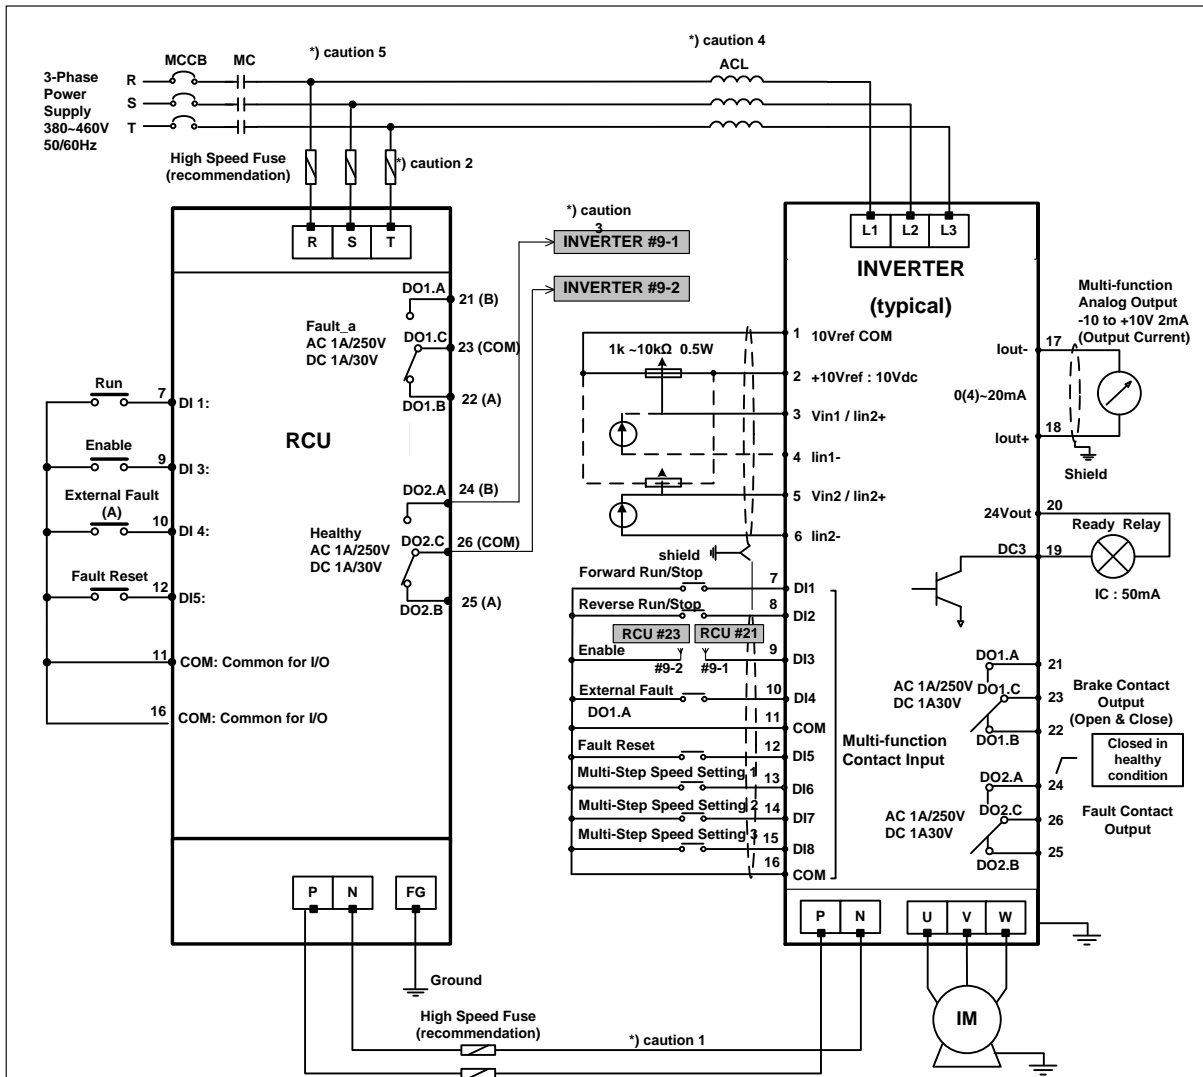 *) caution 5
*) caution 4
MCCB
MC
ACL
3-Phase
Power
Supply
380~460V
50/60Hz
R
S
T
High Speed Fuse
(recommendation)
*) caution 2
*) caution
3
R
S
T
INVERTER #9-1
INVERTER #9-2
DO1.A
21 (B)
Fault_a
AC 1A/250V
DC 1A/30V
DO1.C
23 (COM)
DO1.B
22 (A)
RCU
Run
7
DI 1:
Enable
9
DI 3:
External Fault
(A)
10
DI 4:
Fault Reset
12
DI5:
11
COM: Common for I/O
16
COM: Common for I/O
DO2.A
24 (B)
Healthy
AC 1A/250V
DC 1A/30V
DO2.C
26 (COM)
DO2.B
25 (A)
P
N
FG
Ground
High Speed Fuse
(recommendation)
*) caution 1
L1
L2
L3
INVERTER
(typical)
1k ~10kΩ 0.5W
1
10Vref COM
2
+10Vref : 10Vdc
3
Vin1 / Iin2+
4
Iin1-
5
Vin2 / Iin2+
6
Iin2-
shield
Forward Run/Stop
7
DI1
Reverse Run/Stop
8
DI2
RCU #23
RCU #21
Enable
#9-2
#9-1
9
DI3
External Fault
10
DI4
DO1.A
11
COM
Fault Reset
12
DI5
Multi-Step Speed Setting 1
13
DI6
Multi-Step Speed Setting 2
14
DI7
Multi-Step Speed Setting 3
15
DI8
16
COM
Multi-function
Contact Input
Multi-function
Analog Output
-10 to +10V 2mA
(Output Current)
Iout-
17
0(4)~20mA
18
Iout+
Shield
24Vout
20
Ready Relay
DC3
19
IC : 50mA
DO1.A
21
AC 1A/250V
DC 1A30V
DO1.C
23
DO1.B
22
Brake Contact
Output
(Open & Close)
Closed in
healthy
condition
DO2.A
24
AC 1A/250V
DC 1A30V
DO2.C
26
DO2.B
25
Fault Contact
Output
P
N
U
V
W
IM